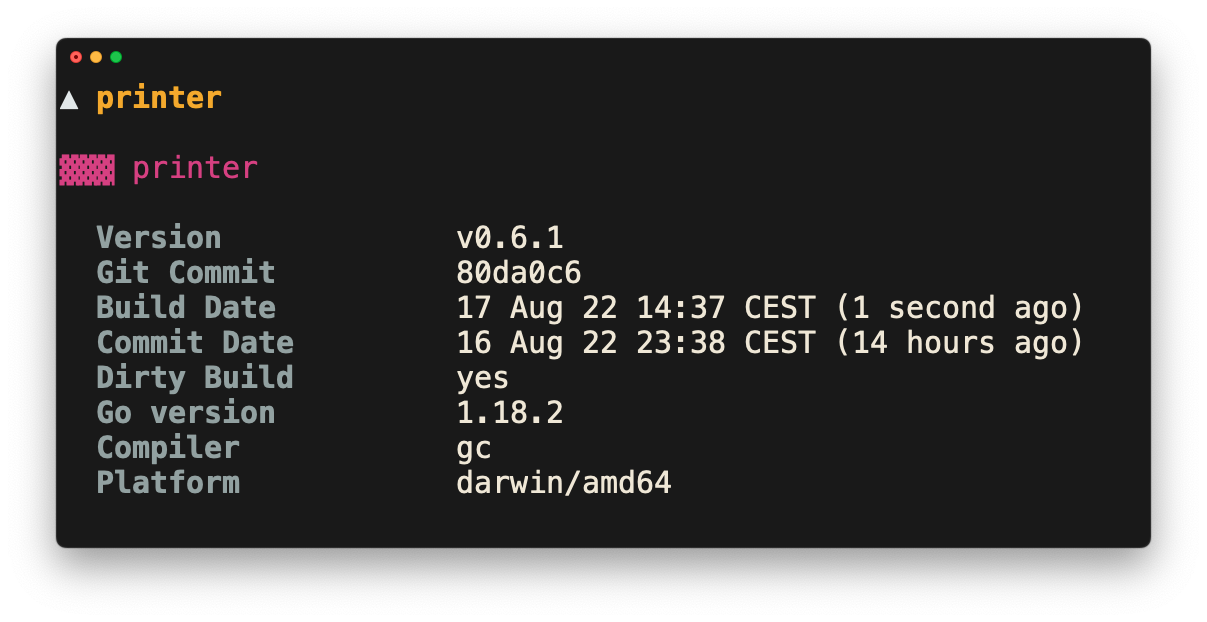 ▲ printer
▓▓▓ printer
Version v0.6.1
Git Commit 80da0c6
Build Date 17 Aug 22 14:37 CEST (1 second ago)
Commit Date 16 Aug 22 23:38 CEST (14 hours ago)
Dirty Build yes
Go version 1.18.2
Compiler gc
Platform darwin/amd64